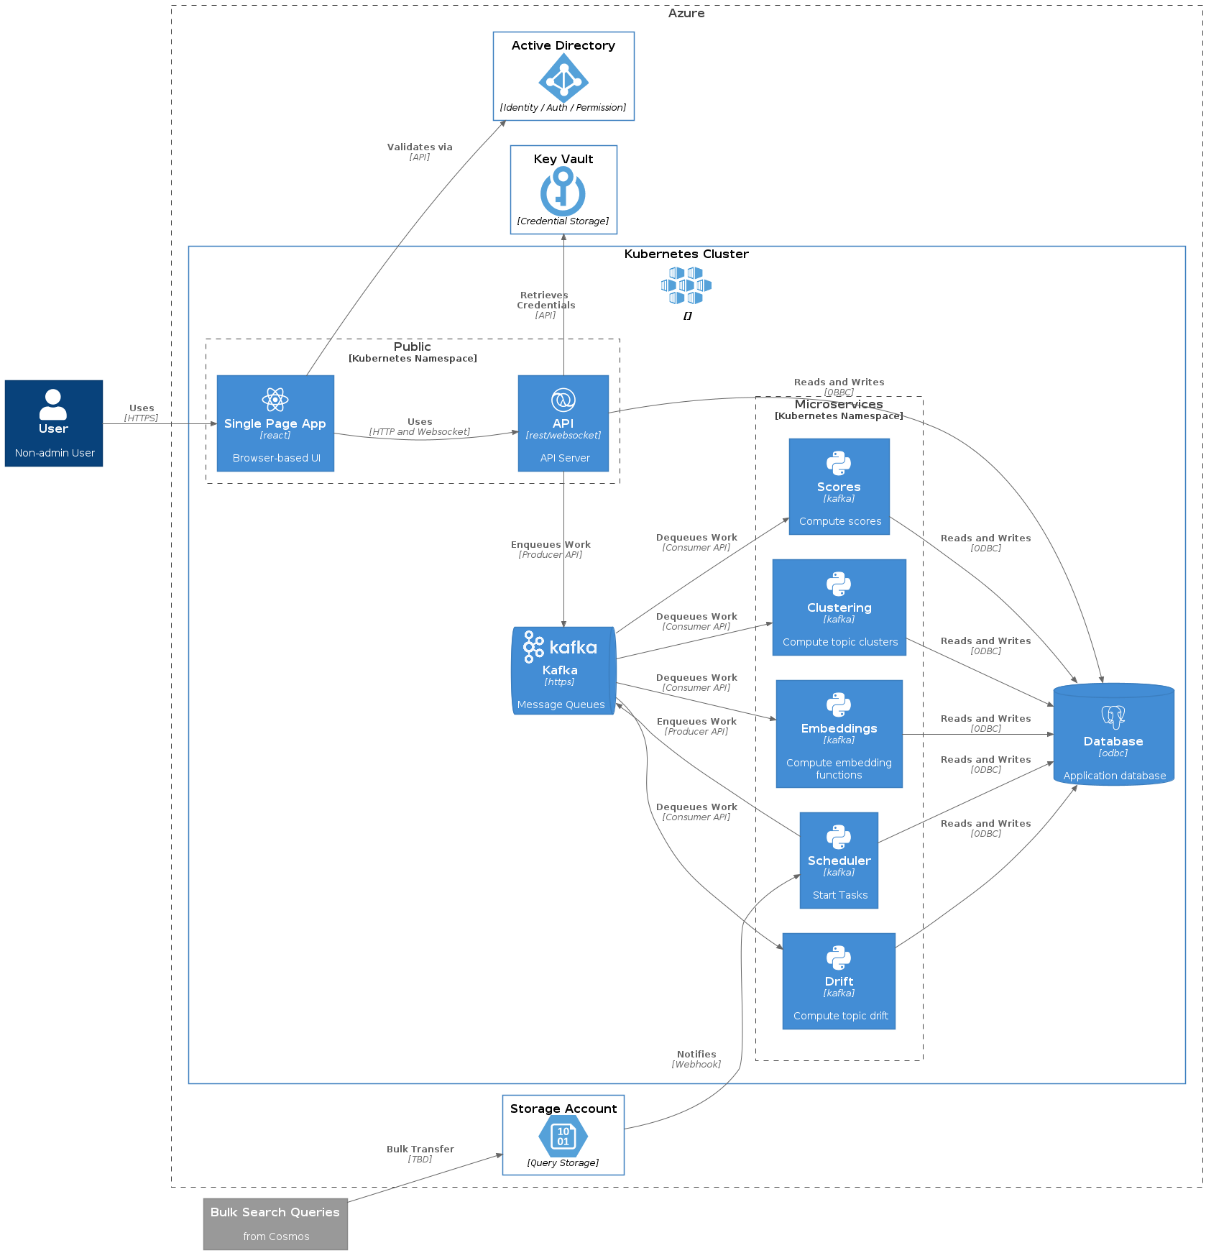 Azure
Active Directory
[Identity / Auth / Permission]
Validates via
[API]
Key Vault
[Credential Storage]
Kubernetes Cluster
[]
Retrieves
Credentials
[API]
Public
[Kubernetes Namespace]
User
Non-admin User
Uses
[HTTPS]
Single Page App
[react]
Browser-based UI
Uses
[HTTP and Websocket]
API
[rest/websocket]
API Server
Reads and Writes
[ODBC]
Microservices
[Kubernetes Namespace]
Scores
[kafka]
Compute scores
Enqueues Work
[Producer API]
Dequeues Work
[Consumer API]
Reads and Writes
[ODBC]
Clustering
[kafka]
Compute topic clusters
Dequeues Work
[Consumer API]
Reads and Writes
[ODBC]
kafka
Kafka
[https]
Message Queues
Dequeues Work
[Consumer API]
Embeddings
[kafka]
Compute embedding
functions
Reads and Writes
[ODBC]
Database
[odbc]
Application database
Enqueues Work
[Producer API]
Reads and Writes
[ODBC]
Dequeues Work
[Consumer API]
Scheduler
[kafka]
Start Tasks
Reads and Writes
[ODBC]
Drift
[kafka]
Compute topic drift
Notifies
[Webhook]
Storage Account
10
01
[Query Storage]
Bulk Transfer
[TBD]
Bulk Search Queries
from Cosmos